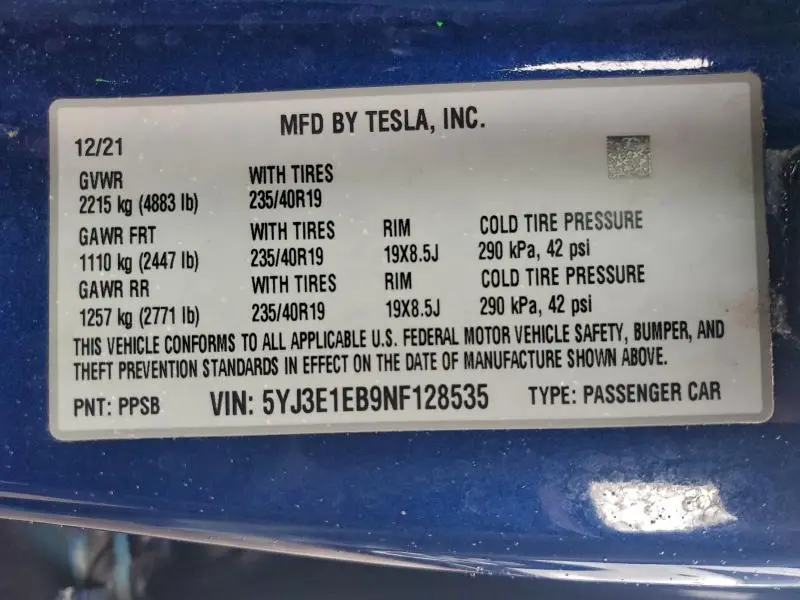 MFD BY TESLA, INC.
12/21
GVWR WITH TIRES
2215 kg (4883 lb) 235/40R19
GAWR FRT WITH TIRES RIM COLD TIRE PRESSURE
1110 kg (2447 lb) 235/40R19 19X8.5J 290 kPa, 42 psi
GAWR RR WITH TIRES RIM COLD TIRE PRESSURE
1257 kg (2771 lb) 235/40R19 19X8.5J 290 kPa, 42 psi
THIS VEHICLE CONFORMS TO ALL APPLICABLE U.S. FEDERAL MOTOR VEHICLE SAFETY, BUMPER, AND
THEFT PREVENTION STANDARDS IN EFFECT ON THE DATE OF MANUFACTURE SHOWN ABOVE.
PNT: PPSB VIN: 5YJ3E1EB9NF128535 TYPE: PASSENGER CAR